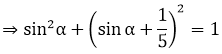 ⇒ sin²α + (sin α + 1/5)² = 1